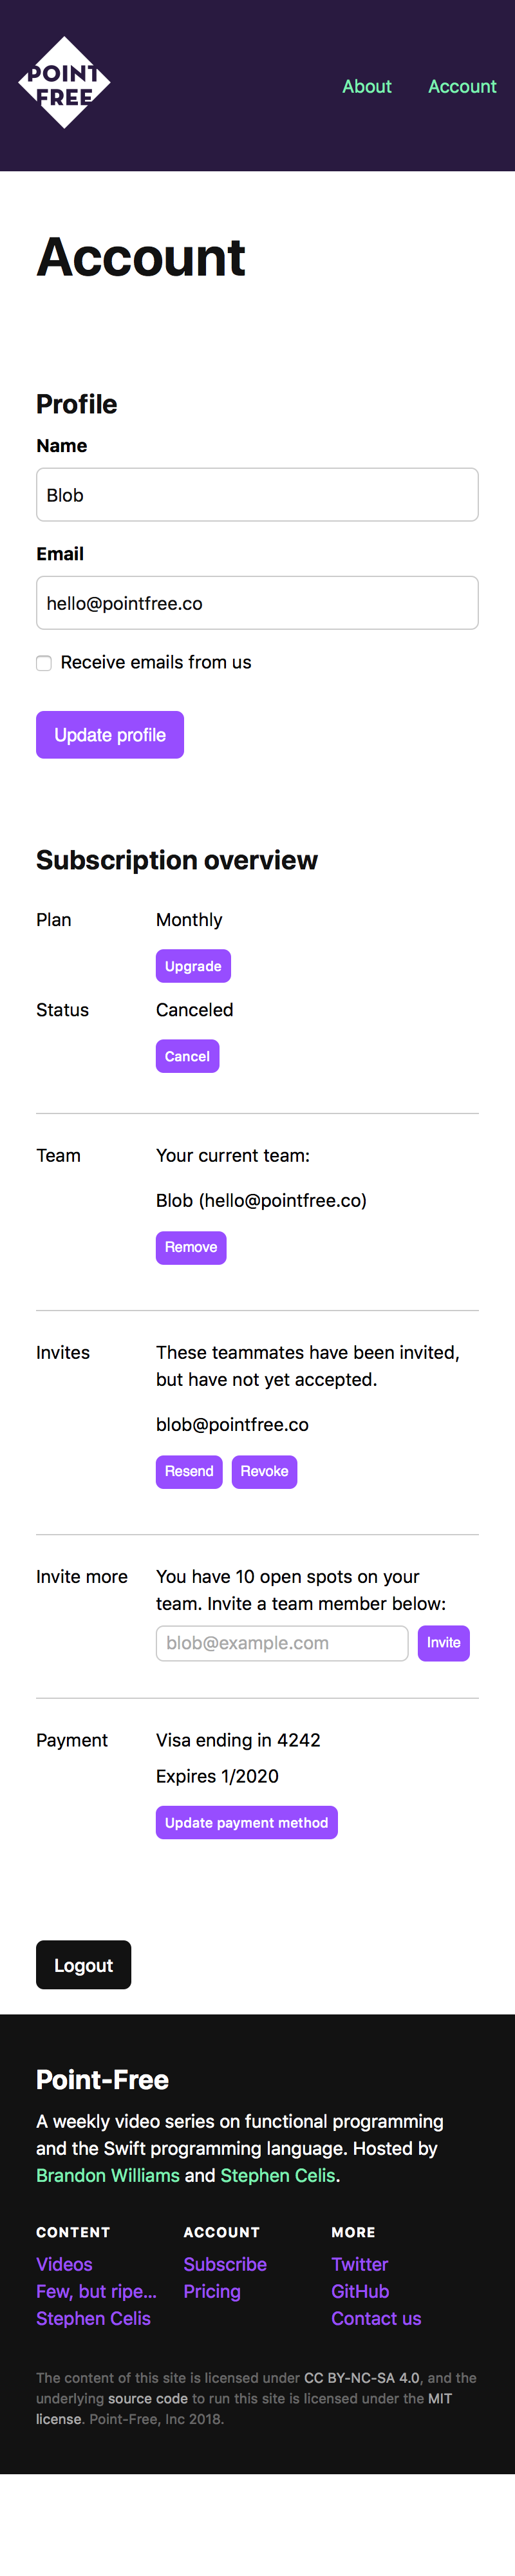 POINT
FREE
About Account
Account
Profile
Name
Blob
Email
hello@pointfree.co
Receive emails from us
Update profile
Subscription overview
Plan Monthly
Upgrade
Status Canceled
Cancel
Team Your current team:
Blob (hello@pointfree.co)
Remove
Invites These teammates have been invited,
but have not yet accepted.
blob@pointfree.co
Resend Revoke
Invite more You have 10 open spots on your
team. Invite a team member below:
blob@example.com Invite
Payment Visa ending in 4242
Expires 1/2020
Update payment method
Logout
Point-Free
A weekly video series on functional programming
and the Swift programming language. Hosted by
Brandon Williams and Stephen Celis.
CONTENT ACCOUNT MORE
Videos Subscribe Twitter
Few, but ripe... Pricing GitHub
Stephen Celis Contact us
The content of this site is licensed under CC BY-NC-SA 4.0, and the
underlying source code to run this site is licensed under the MIT
license. Point-Free, Inc 2018.